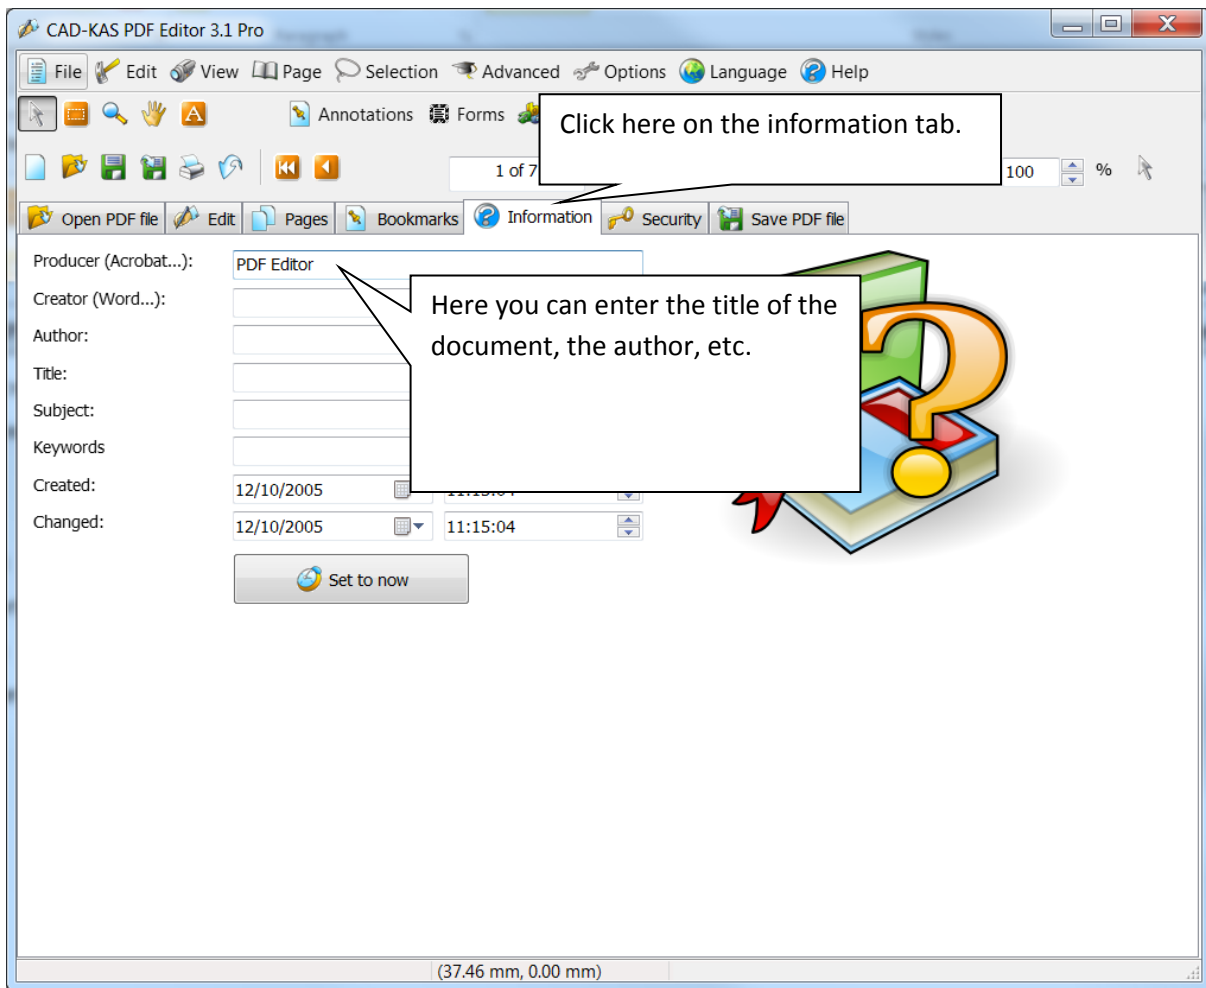 CAD-KAS PDF Editor 3.1 Pro
File Edit View Page Selection Advanced Options Language Help
Annotations Forms
Click here on the information tab.
1 of 7
100 %
Open PDF file Edit Pages Bookmarks Information Security Save PDF file
Producer (Acrobat...): PDF Editor
Creator (Word...):
Here you can enter the title of the
document, the author, etc.
Author:
Title:
Subject:
Keywords
Created: 12/10/2005
Changed: 12/10/2005 11:15:04
Set to now
(37.46 mm, 0.00 mm)